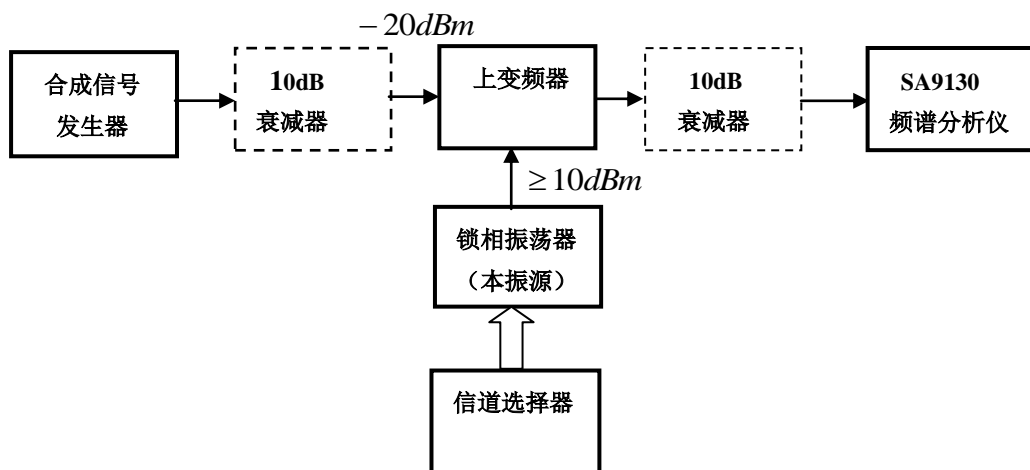 −20dBm
合成信号
发生器
10dB
衰减器
上变频器
10dB
衰减器
SA9130
频谱分析仪
≥10dBm
锁相振荡器
（本振源）
信道选择器